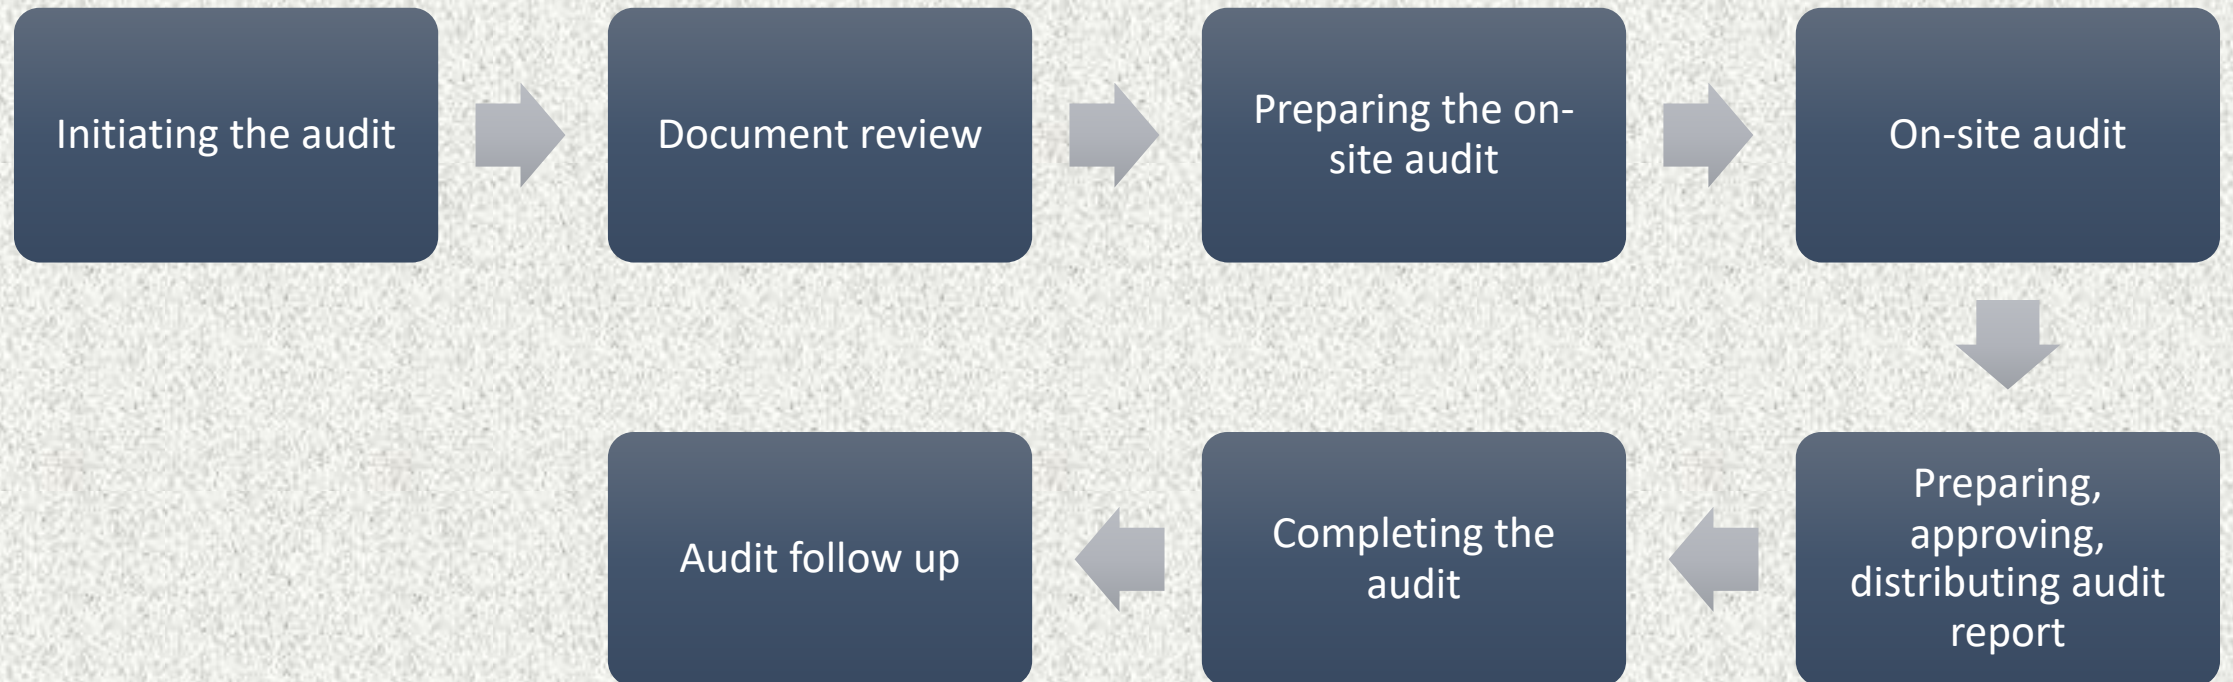 Initiating the audit
Document review
Preparing the on-
site audit
On-site audit
Preparing,
approving,
distributing audit
report
Completing the
audit
Audit follow up